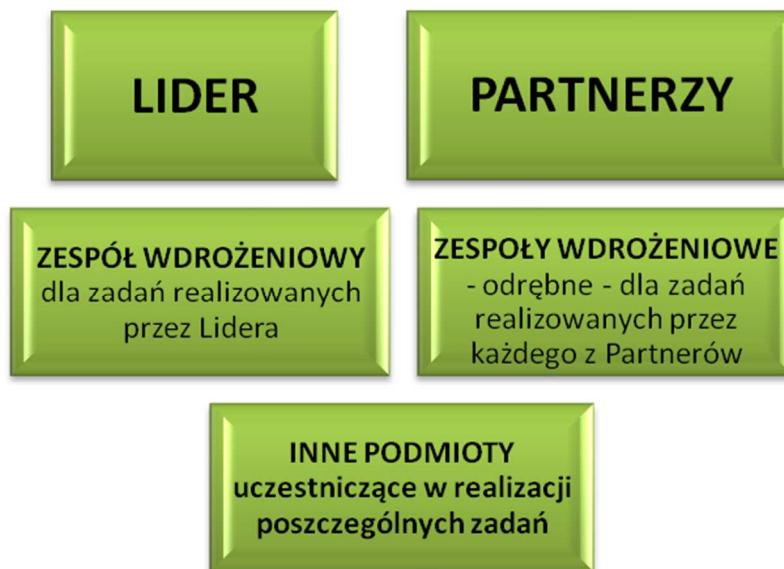 LIDER
PARTNERZY
ZESPÓŁ WDROŻENIOWY
dla zadań realizowanych
przez Lidera
ZESPOŁY WDROŻENIOWE
- odrębne - dla zadań
realizowanych przez
każdego z Partnerów
INNE PODMIOTY
uczestniczące w realizacji
poszczególnych zadań